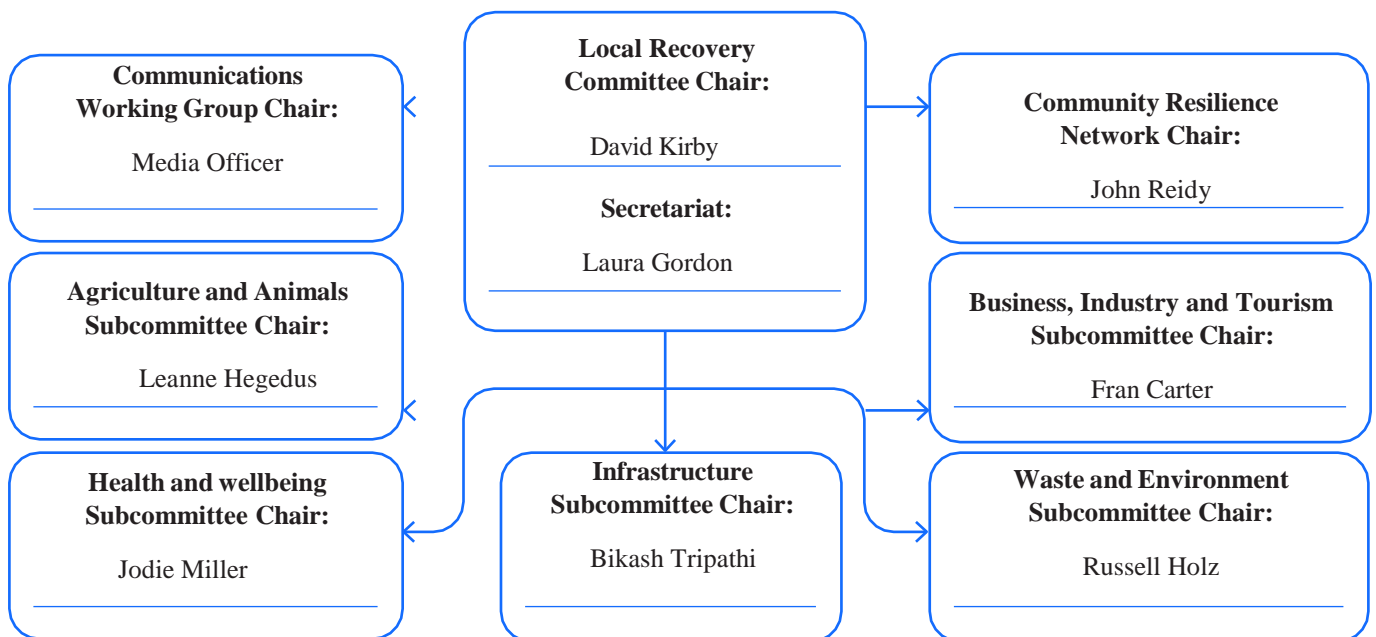 Local Recovery
Committee Chair:
David Kirby
Secretariat:
Laura Gordon
Communications
Working Group Chair:
Media Officer
Community Resilience
Network Chair:
John Reidy
Agriculture and Animals
Subcommittee Chair:
Leanne Hegedus
Business, Industry and Tourism
Subcommittee Chair:
Fran Carter
Health and wellbeing
Subcommittee Chair:
Jodie Miller
Infrastructure
Subcommittee Chair:
Bikash Tripathi
Waste and Environment
Subcommittee Chair:
Russell Holz